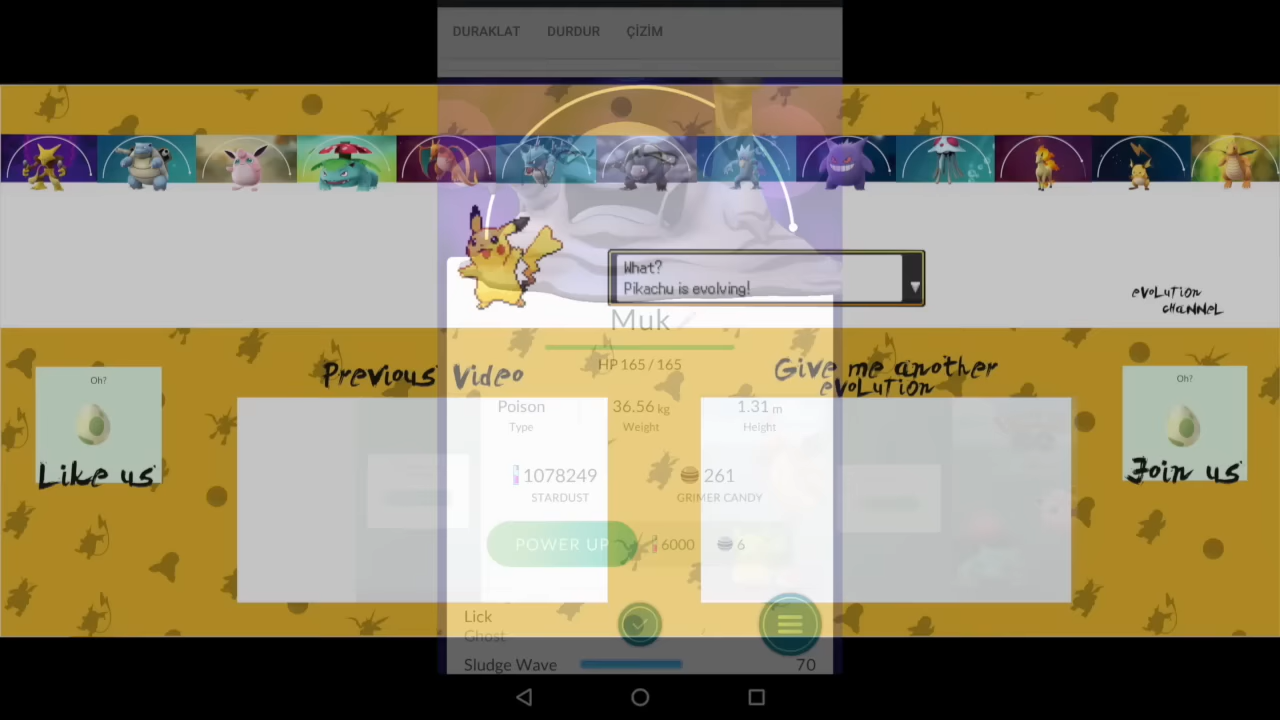 DURAKLAT DURDUR ÇİZİM
What?
Pikachu is evolving!
evolution
channel
Muk
HP 165 / 165
Previous Video
Give me another
evolution
Oh?
Like us
Oh?
Join us
Poison
Type
36.56 kg
Weight
1.31 m
Height
1078249
STARDUST
261
GRIMER CANDY
POWER UP
6000
6
Lick
Ghost
Sludge Wave
70